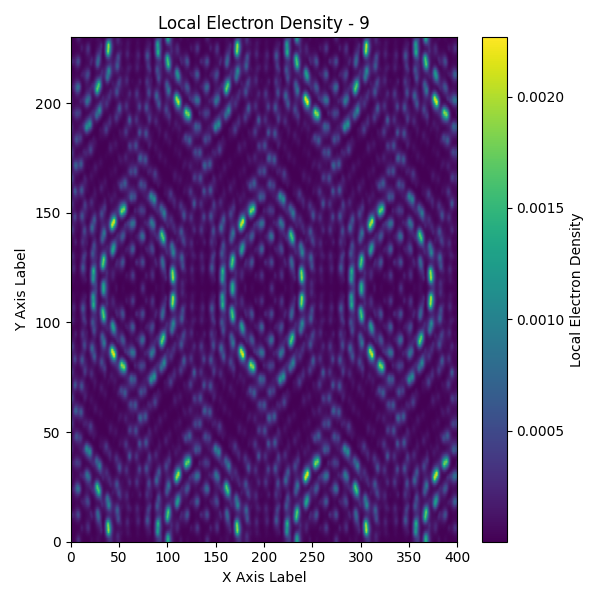 Local Electron Density - 9
200
150
100
50
0
Y Axis Label
0 50 100 150 200 250 300 350 400
X Axis Label
0.0020
0.0015
0.0010
0.0005
Local Electron Density